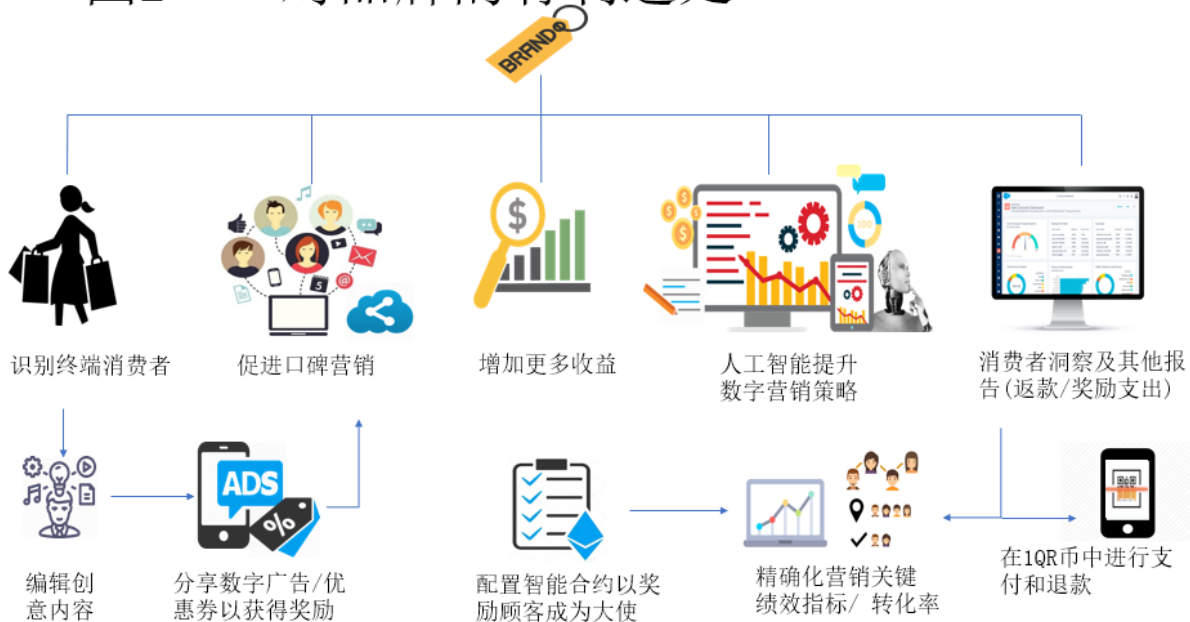 BRAND
识别终端消费者
促进口碑营销
增加更多收益
人工智能提升
数字营销策略
消费者洞察及其他报
告(返款/奖励支出)
100
5
@
ADS
%
编辑创
意内容
分享数字广告/优
惠券以获得奖励
配置智能合约以奖
励顾客成为大使
精确化营销关键
绩效指标/ 转化率
在1QR币中进行支
付和退款